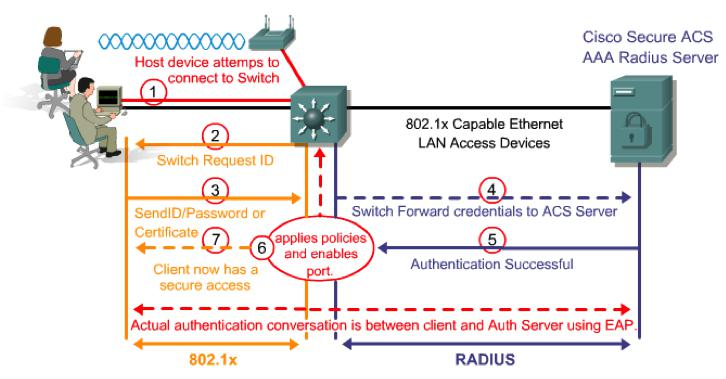 Cisco Secure ACS
AAA Radius Server
Host device attemps to
connect to Switch
1
802.1x Capable Ethernet
LAN Access Devices
2
Switch Request ID
3
SendID/Password or
Certificate
4
Switch Forward credentials to ACS Server
5
Authentication Successful
6
applies policies
and enables
port.
7
Client now has a
secure access
Actual authentication conversation is between client and Auth Server using EAP.
802.1x
RADIUS